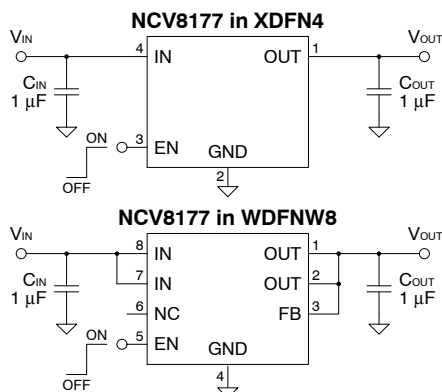 NCV8177 in XDFN4
VIN
4
IN
OUT
1
VOUT
CIN
1 µF
COUT
1 µF
ON
3
EN
OFF
GND
2
NCV8177 in WDFNW8
VIN
8
IN
OUT
1
VOUT
CIN
1 µF
7
IN
OUT
2
COUT
1 µF
6
NC
FB
3
ON
5
EN
OFF
GND
4